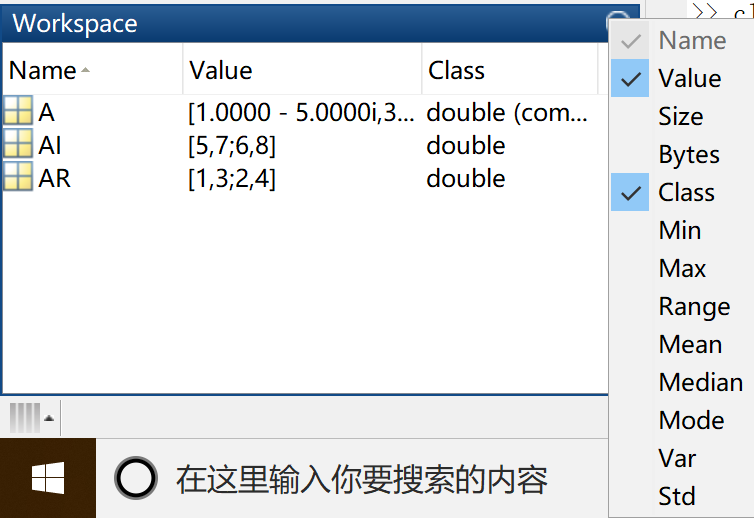 Workspace
>> cl
Name Value Class
A [1.0000 - 5.0000i,3... double (com...
AI [5,7;6,8] double
AR [1,3;2,4] double
Name
Value
Size
Bytes
Class
Min
Max
Range
Mean
Median
Mode
Var
Std
在这里输入你要搜索的内容